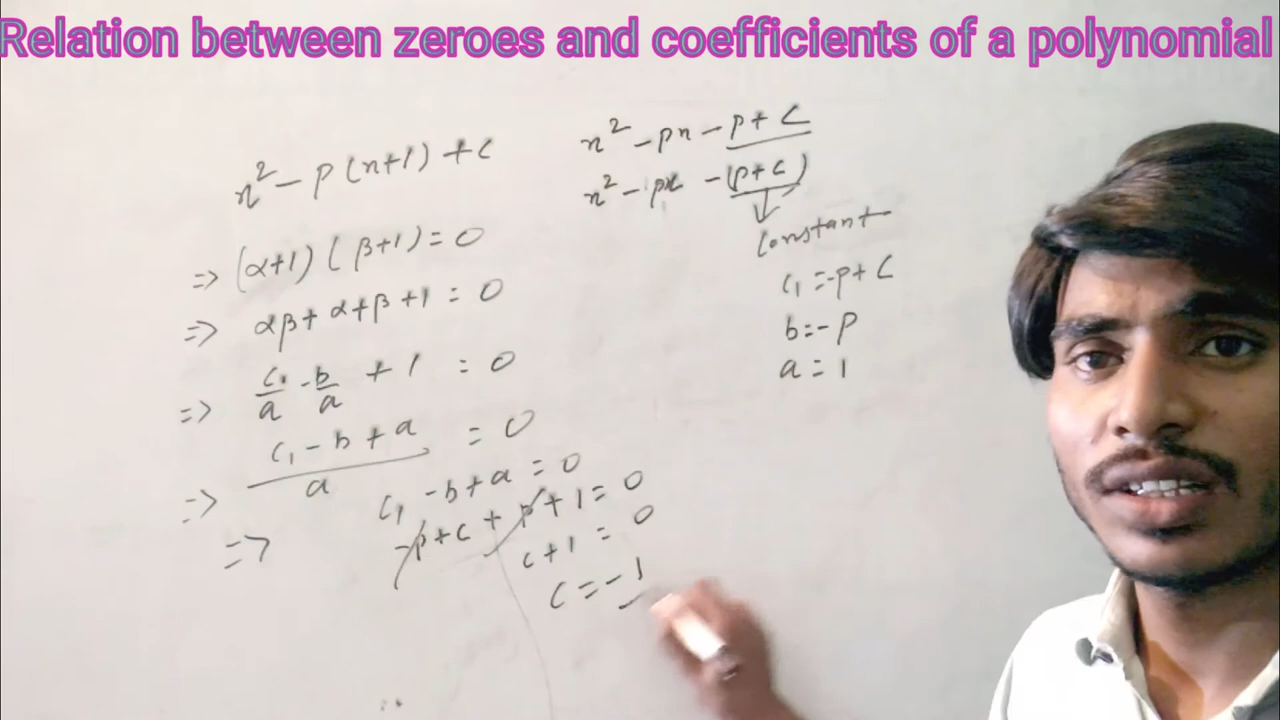 Relation between zeroes and coefficients of a polynomial
x² - p(x+1) + c
=> (α+1) (β+1) = 0
=> αβ + α+β +1 = 0
=> c₁/a - b/a + 1 = 0
=> (c₁ - b + a)/a = 0
=> c₁ - b + a = 0
-p + c + p + 1 = 0
c + 1 = 0
c = -1
x² - px - p + c
x² - px - (p+c)
Constant
c₁ = -p + c
b = - p
a = 1